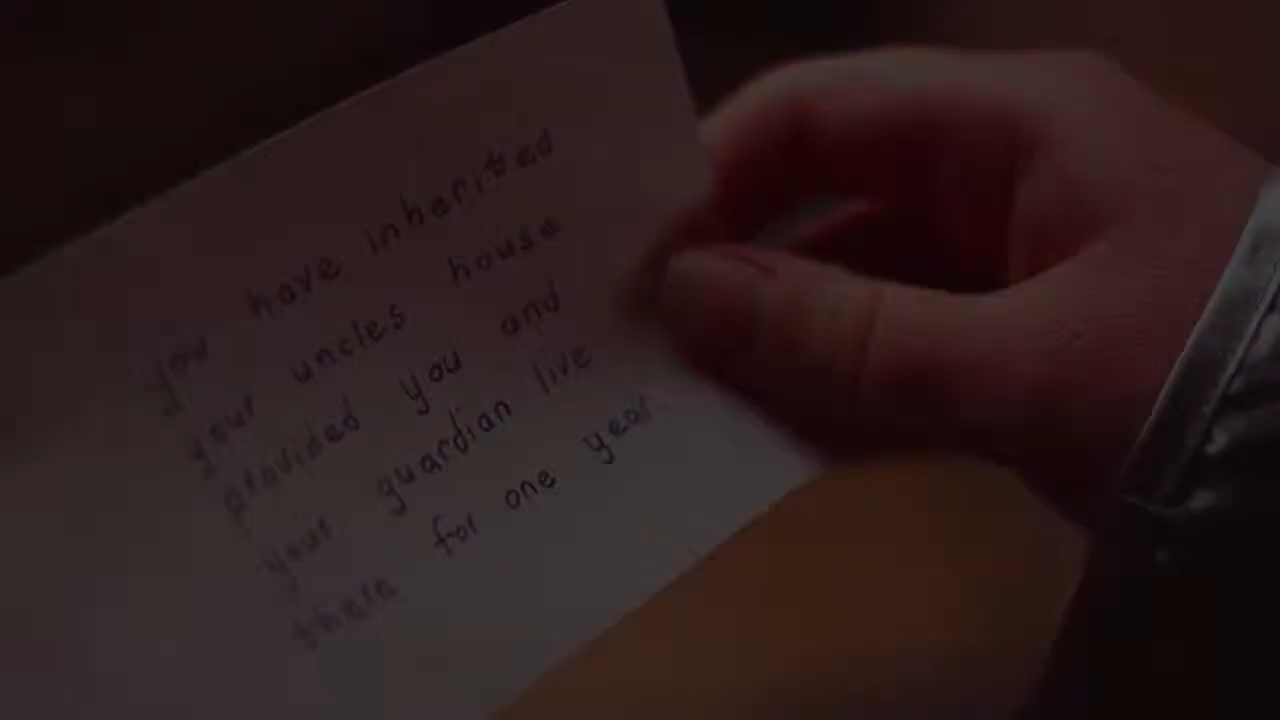 you have inherited
your uncles house
provided you and
your guardian live
there for one year